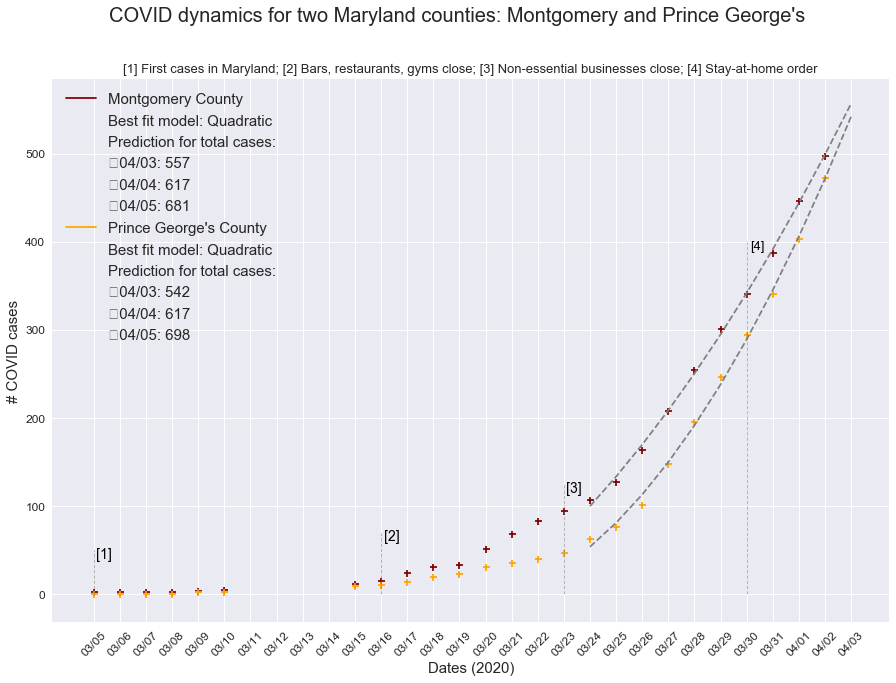 COVID dynamics for two Maryland counties: Montgomery and Prince George's
[1] First cases in Maryland; [2] Bars, restaurants, gyms close; [3] Non-essential businesses close; [4] Stay-at-home order
Montgomery County
Best fit model: Quadratic
Prediction for total cases:
04/03: 557
04/04: 617
04/05: 681
Prince George's County
Best fit model: Quadratic
Prediction for total cases:
04/03: 542
04/04: 617
04/05: 698
# COVID cases
500
400
300
200
100
0
[1]
[2]
[3]
[4]
03/05 03/06 03/07 03/08 03/09 03/10 03/11 03/12 03/13 03/14 03/15 03/16 03/17 03/18 03/19 03/20 03/21 03/22 03/23 03/24 03/25 03/26 03/27 03/28 03/29 03/30 03/31 04/01 04/02 04/03
Dates (2020)